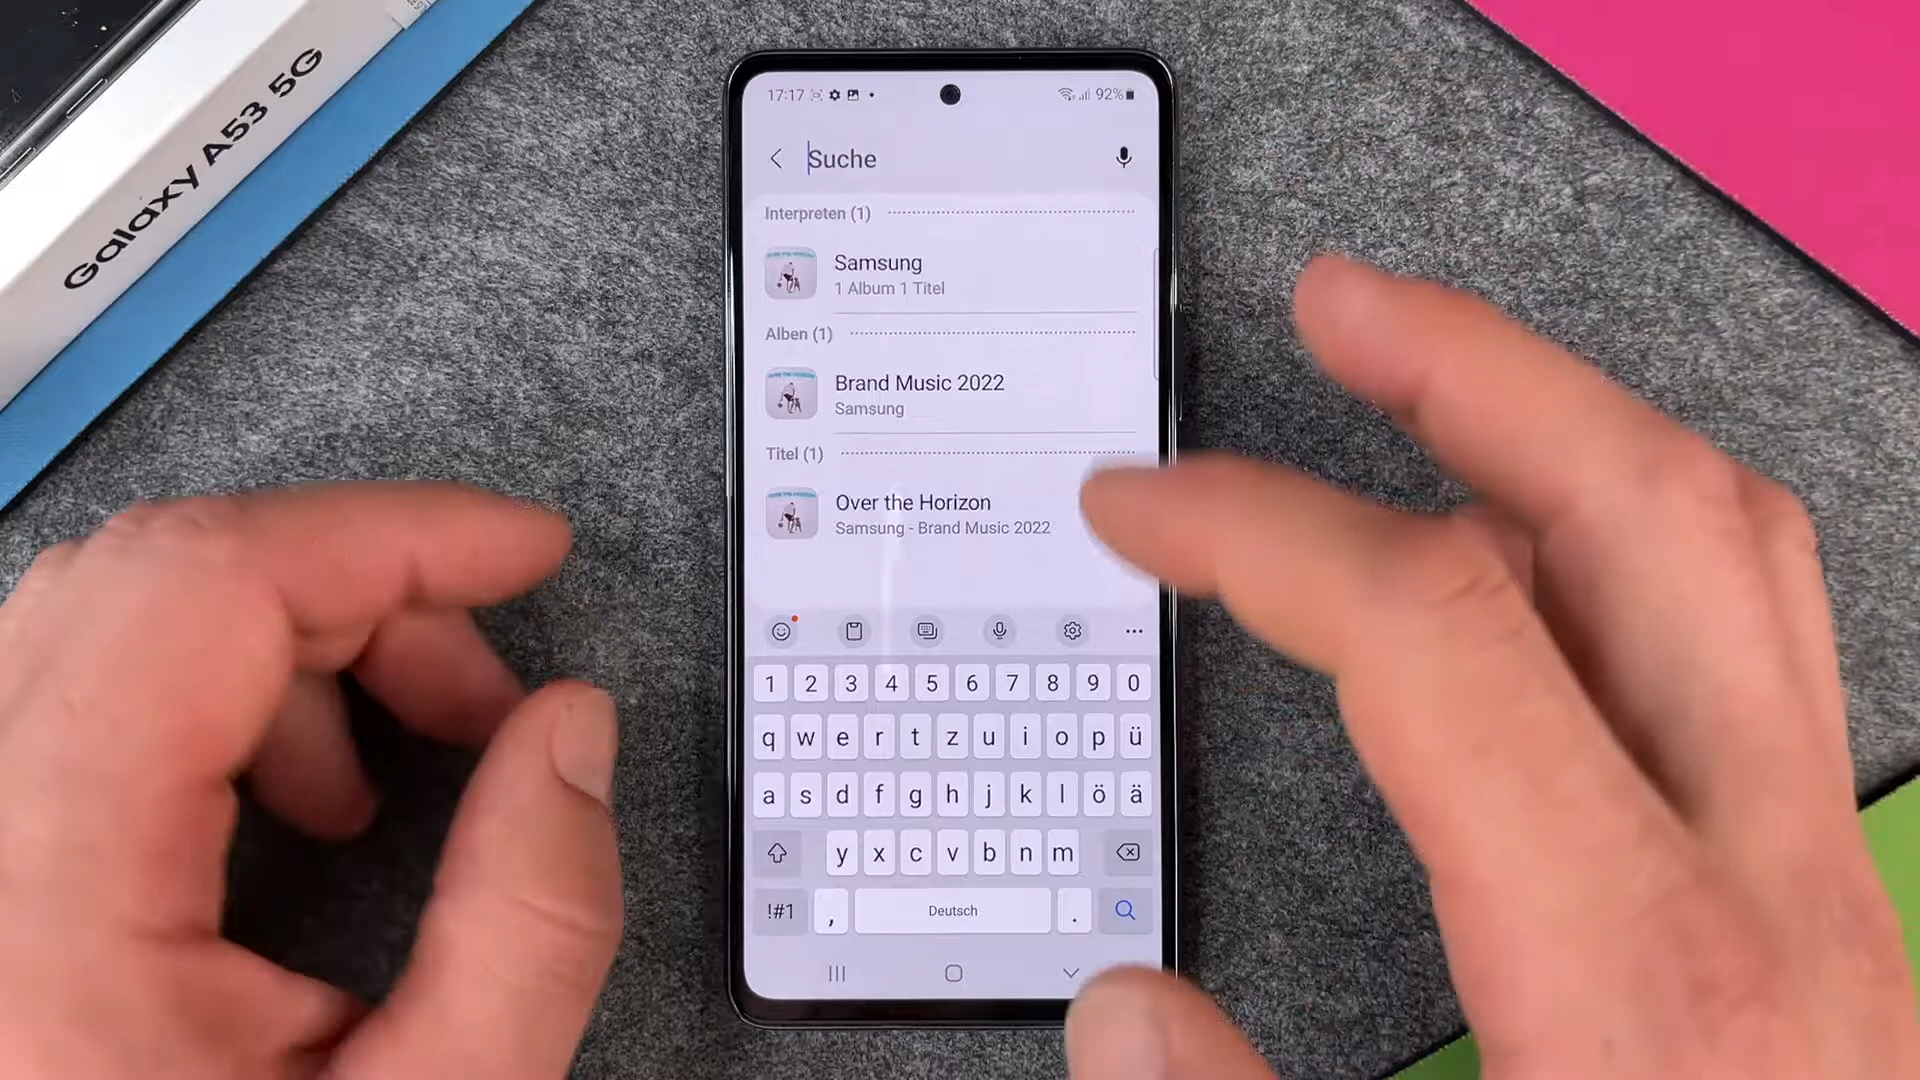 Galaxy A53 5G
17:17
92%
Suche
Interpreten (1)
Samsung
1 Album 1 Titel
Alben (1)
Brand Music 2022
Samsung
Titel (1)
Over the Horizon
Samsung - Brand Music 2022
1 2 3 4 5 6 7 8 9 0
q w e r t z u i o p ü
a s d f g h j k l ö ä
y x c v b n m
!#1 , Deutsch .